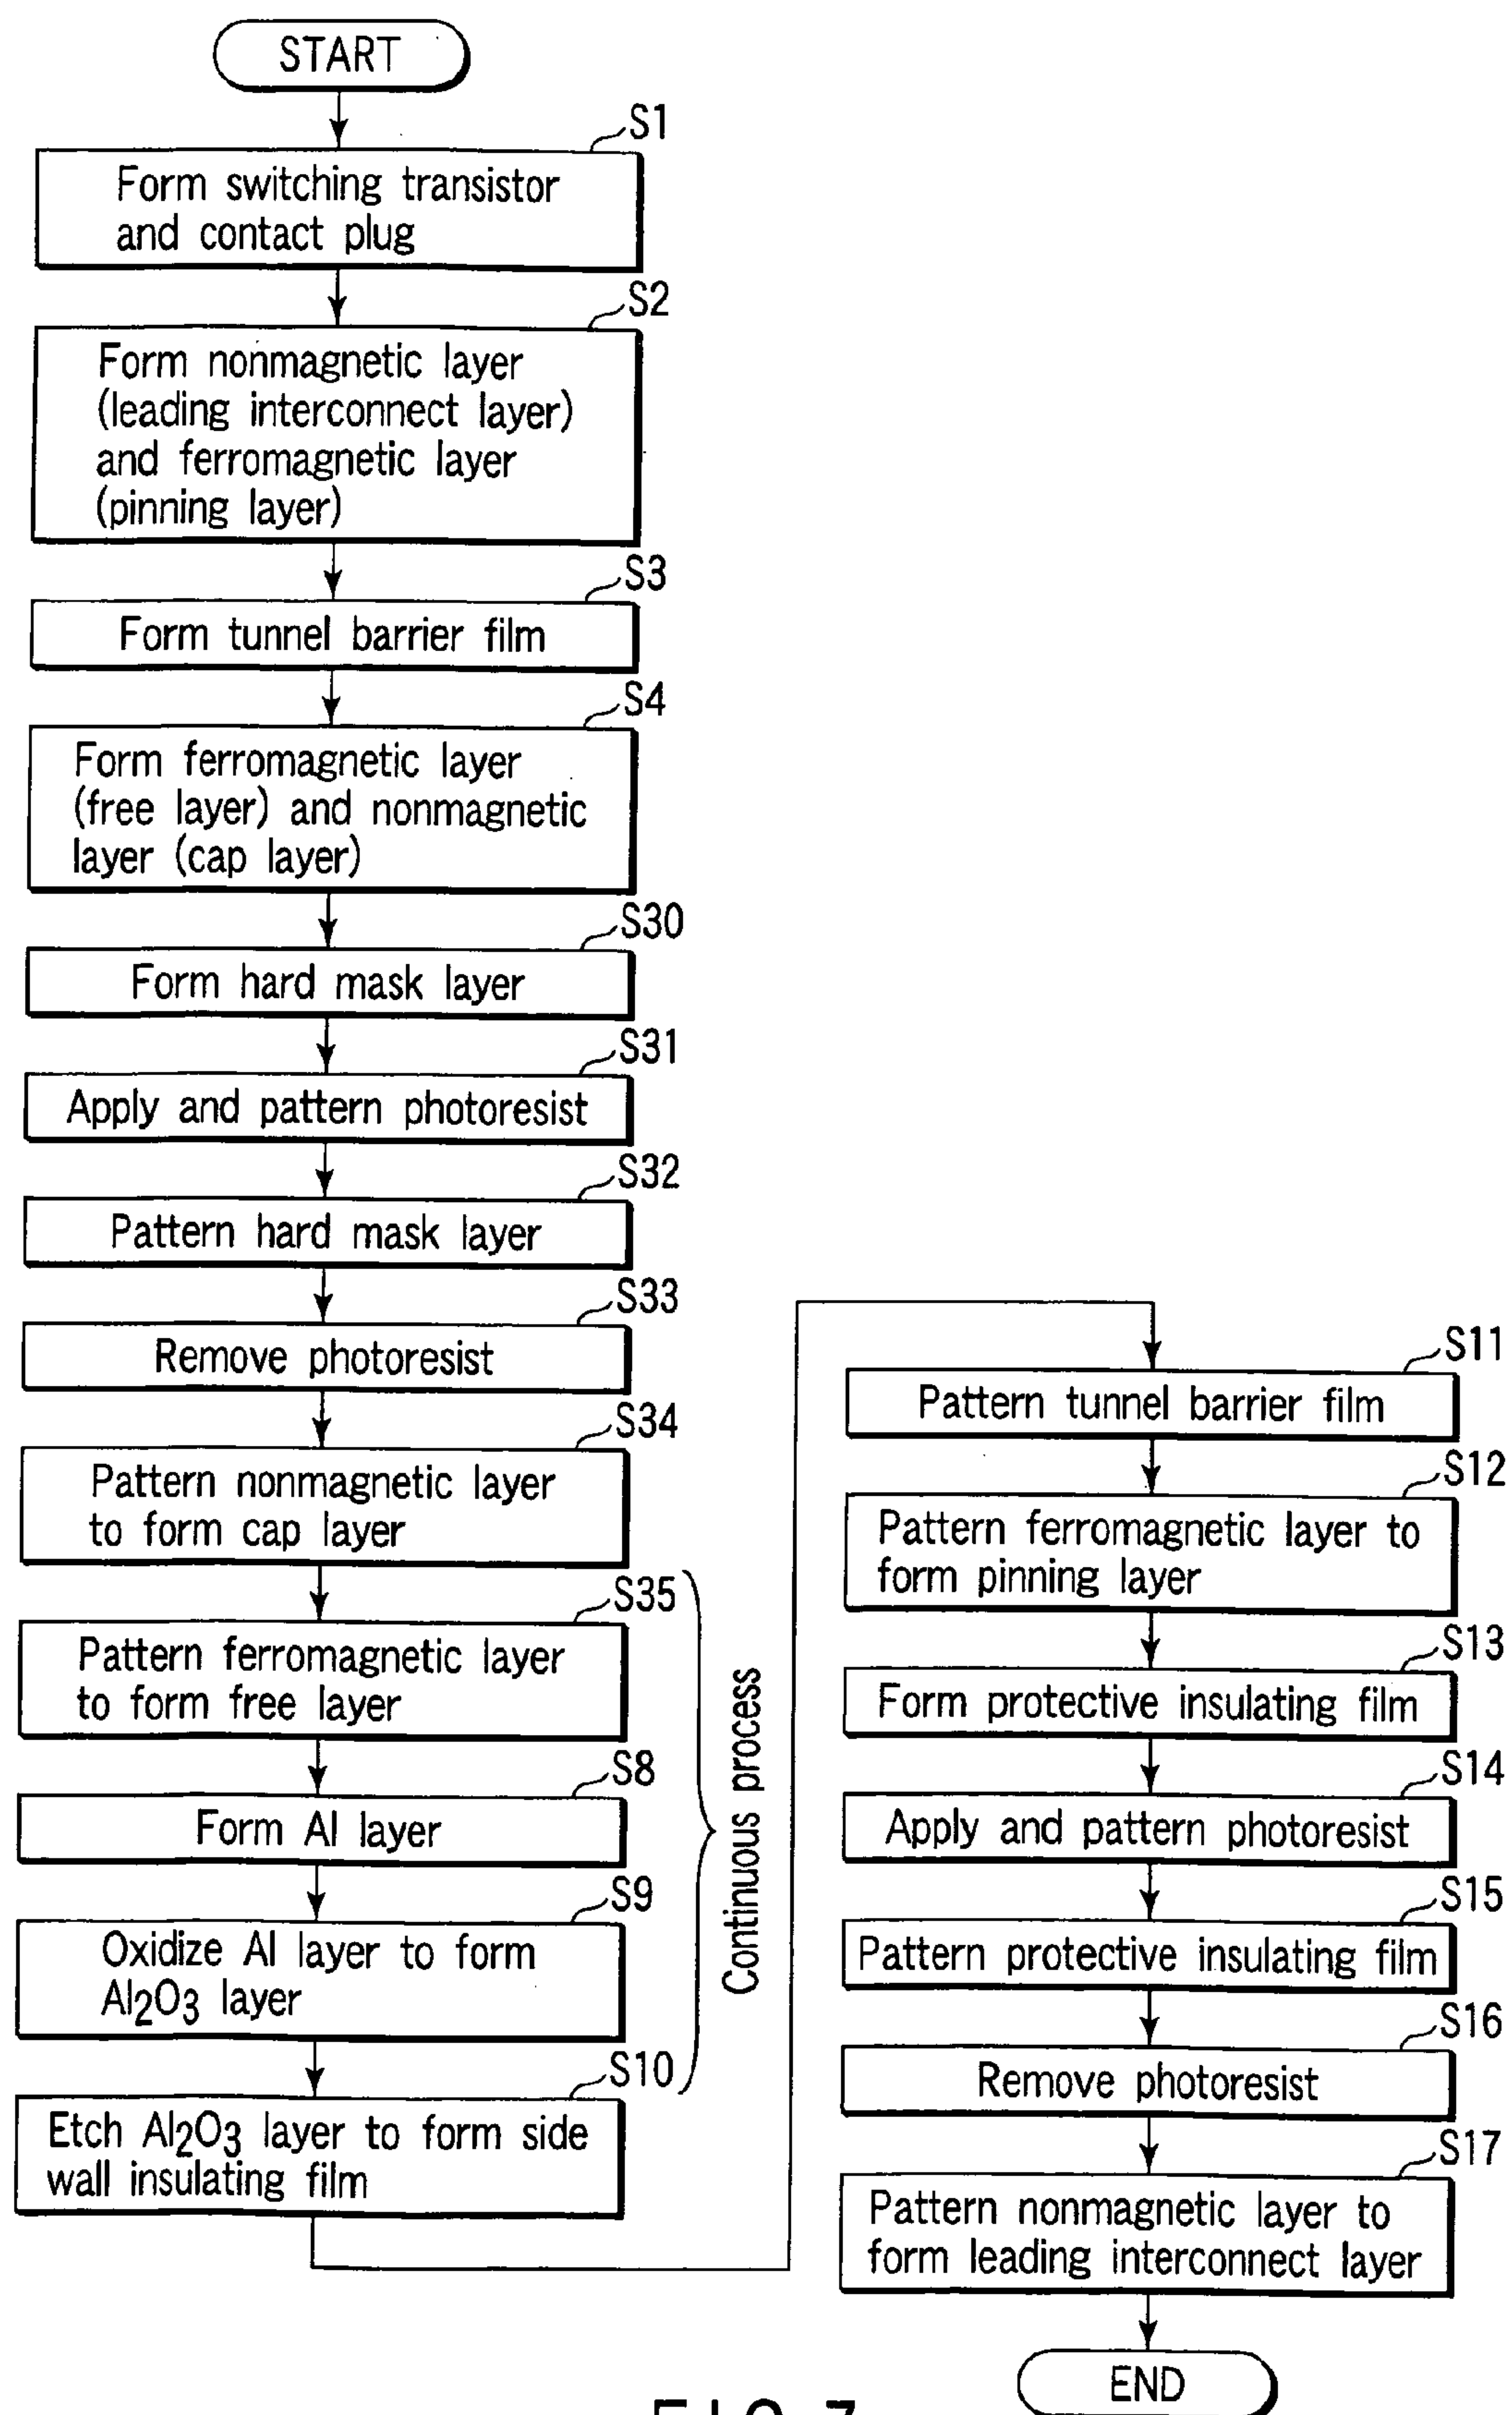 START
S1
Form switching transistor
and contact plug
S2
Form nonmagnetic layer
(leading interconnect layer)
and ferromagnetic layer
(pinning layer)
S3
Form tunnel barrier film
S4
Form ferromagnetic layer
(free layer) and nonmagnetic
layer (cap layer)
S30
Form hard mask layer
S31
Apply and pattern photoresist
S32
Pattern hard mask layer
S33
Remove photoresist
S34
Pattern nonmagnetic layer
to form cap layer
S35
Pattern ferromagnetic layer
to form free layer
S8
Form Al layer
S9
Oxidize Al layer to form
Al2O3 layer
S10
Etch Al2O3 layer to form side
wall insulating film
Continuous process
S11
Pattern tunnel barrier film
S12
Pattern ferromagnetic layer to
form pinning layer
S13
Form protective insulating film
S14
Apply and pattern photoresist
S15
Pattern protective insulating film
S16
Remove photoresist
S17
Pattern nonmagnetic layer to
form leading interconnect layer
END